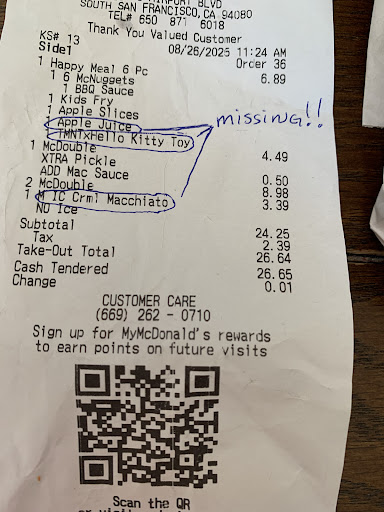 AIRPORT BLVD
SOUTH SAN FRANCISCO, CA 94080
TEL# 650 871 6018
Thank You Valued Customer
KS# 13 08/26/2025 11:24 AM
Side1 Order 36
1 Happy Meal 6 Pc 6.89
1 6 McNuggets
1 BBQ Sauce
1 Kids Fry
1 Apple Slices
Apple Juice
TMNTxHello Kitty Toy
missing!!
1 McDouble 4.49
XTRA Pickle
ADD Mac Sauce 0.50
2 McDouble 8.98
1 M IC Crml Macchiato 3.39
NO Ice
Subtotal 24.25
Tax 2.39
Take-Out Total 26.64
Cash Tendered 26.65
Change 0.01
CUSTOMER CARE
(669) 262 - 0710
Sign up for MyMcDonald's rewards
to earn points on future visits
Scan the QR